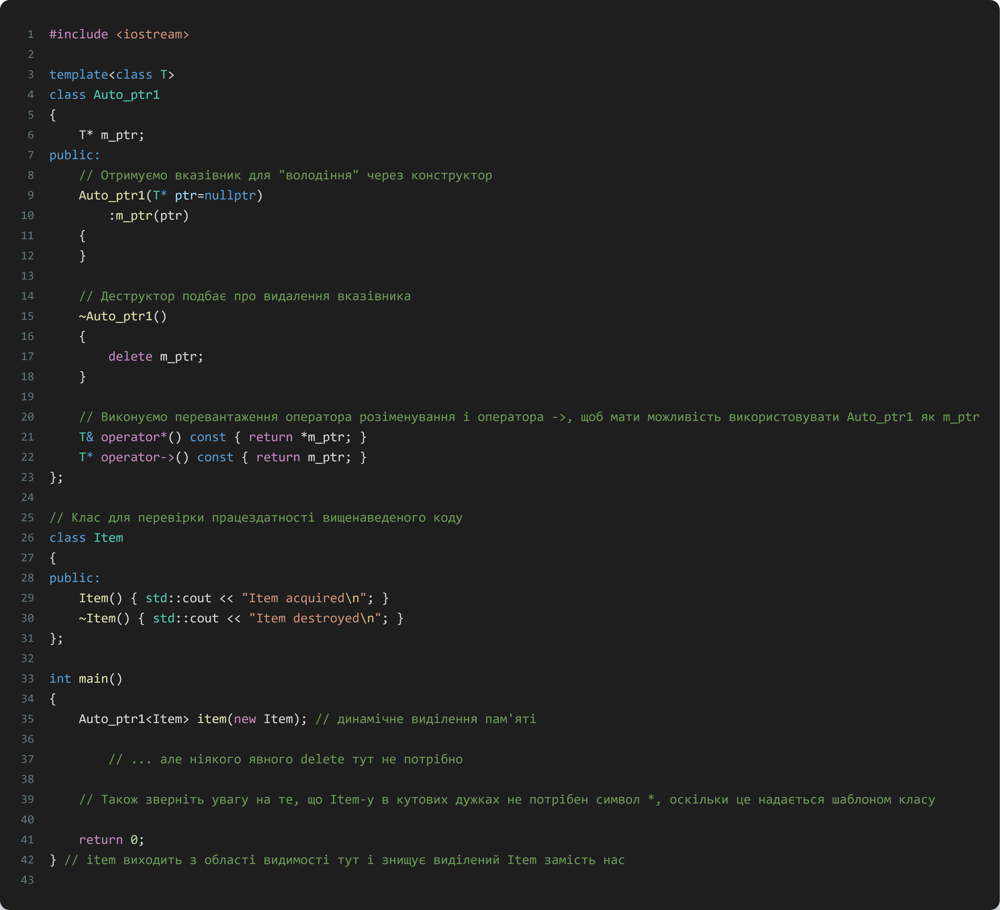 1 #include <iostream>
2
3 template<class T>
4 class Auto_ptr1
5 {
6     T* m_ptr;
7 public:
8     // Отримуємо вказівник для "володіння" через конструктор
9     Auto_ptr1(T* ptr=nullptr)
10         :m_ptr(ptr)
11     {
12     }
13
14     // Деструктор подбає про видалення вказівника
15     ~Auto_ptr1()
16     {
17         delete m_ptr;
18     }
19
20     // Виконуємо перевантаження оператора розіменування і оператора ->, щоб мати можливість використовувати Auto_ptr1 як m_ptr
21     T& operator*() const { return *m_ptr; }
22     T* operator->() const { return m_ptr; }
23 };
24
25 // Клас для перевірки працездатності вищенаведеного коду
26 class Item
27 {
28 public:
29     Item() { std::cout << "Item acquired\n"; }
30     ~Item() { std::cout << "Item destroyed\n"; }
31 };
32
33 int main()
34 {
35     Auto_ptr1<Item> item(new Item); // динамічне виділення пам'яті
36
37         // ... але ніякого явного delete тут не потрібно
38
39     // Також зверніть увагу на те, що Item-у в кутових дужках не потрібен символ *, оскільки це надається шаблоном класу
40
41     return 0;
42 } // item виходить з області видимості тут і знищує виділений Item замість нас
43